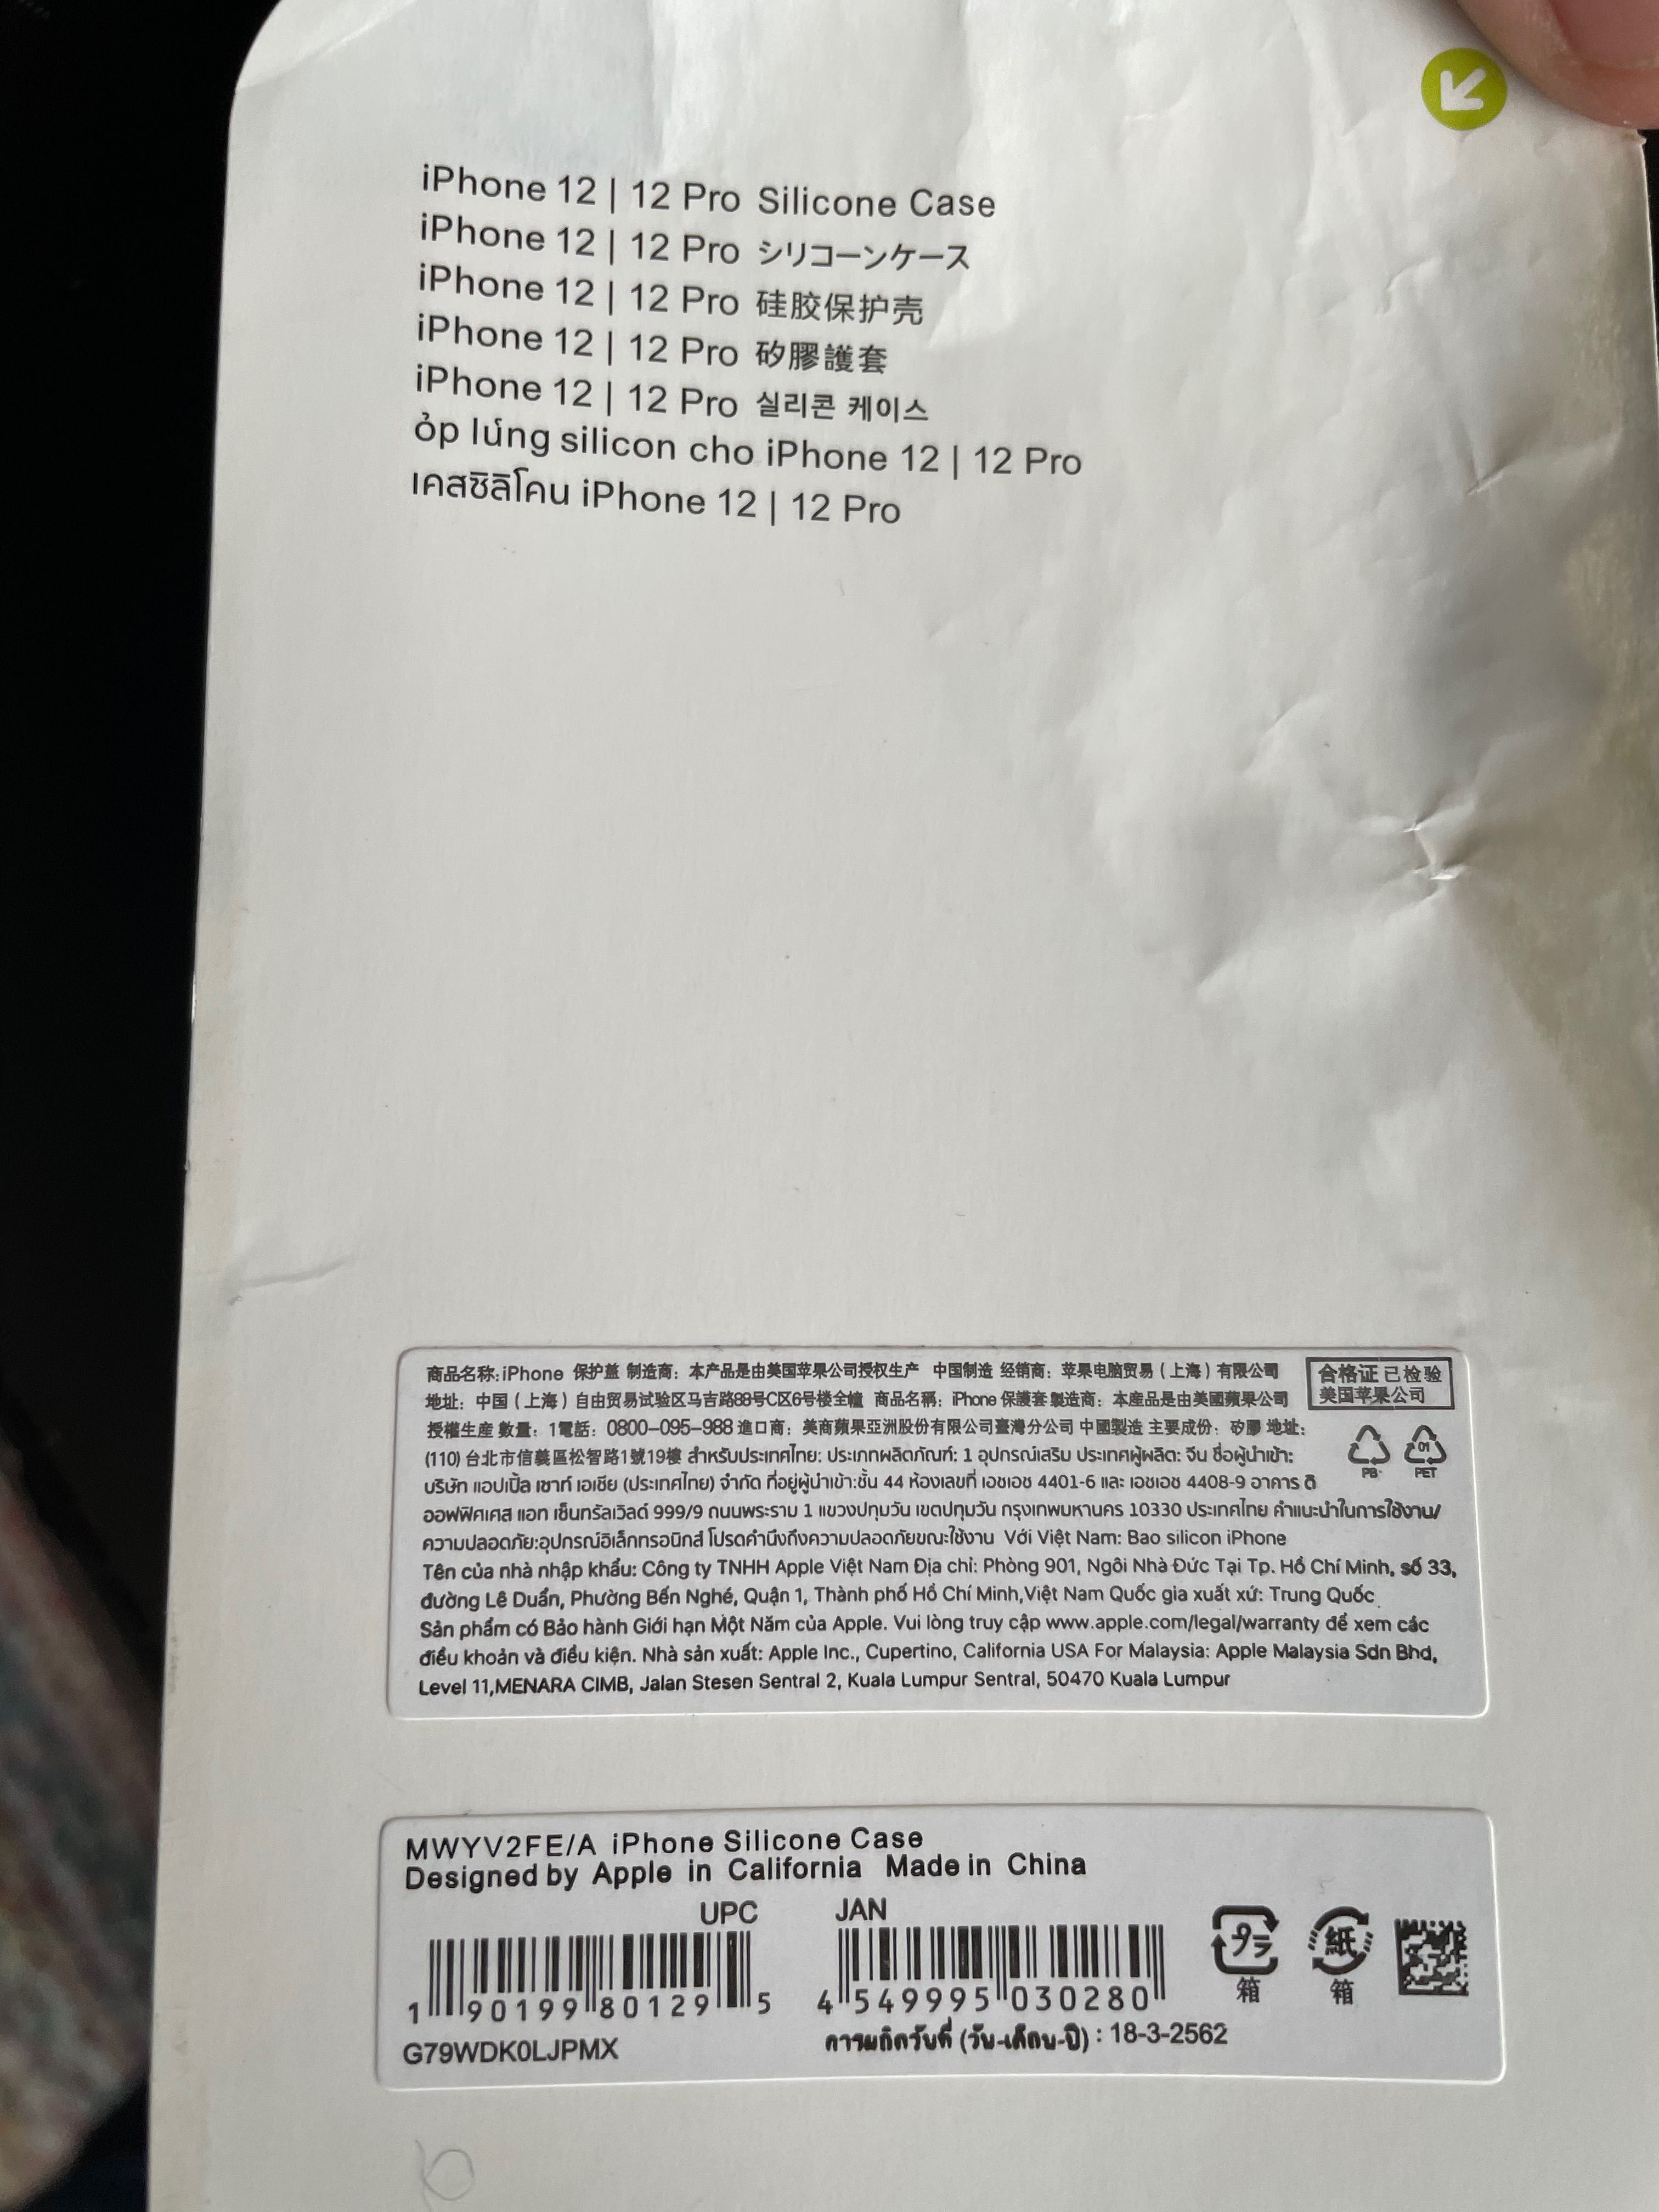 iPhone 12 | 12 Pro Silicone Case
iPhone 12 | 12 Pro シリコーンケース
iPhone 12 | 12 Pro 硅胶保护壳
iPhone 12 | 12 Pro 矽膠護套
iPhone 12 | 12 Pro 실리콘 케이스
ỏp lúng silicon cho iPhone 12 | 12 Pro
เคสซิลิโคน iPhone 12 | 12 Pro
商品名称:iPhone 保护盖 制造商：本产品是由美国苹果公司授权生产 中国制造 经销商：苹果电脑贸易（上海）有限公司
合格证 已检验
美国苹果公司
地址：中国（上海）自由贸易试验区马吉路88号C区6号楼全幢 商品名稱：iPhone 保護套 製造商：本產品是由美國蘋果公司
授權生産 數量：1電話：0800-095-988 進口商：美商蘋果亞洲股份有限公司臺灣分公司 中國製造 主要成份：矽膠 地址：
(110) 台北市信義區松智路1號19樓 สำหรับประเทศไทย: ประเภทผลิตภัณฑ์: 1 อุปกรณ์เสริม ประเทศผู้ผลิต: จีน ชื่อผู้นำเข้า:
บริษัท แอปเปิ้ล เซาท์ เอเชีย (ประเทศไทย) จำกัด ที่อยู่ผู้นำเข้า:ชั้น 44 ห้องเลขที่ เอชเอช 4401-6 และ เอชเอช 4408-9 อาคาร ดิ
ออฟฟิศเศส แอท เซ็นทรัลเวิลด์ 999/9 ถนนพระราม 1 แขวงปทุมวัน เขตปทุมวัน กรุงเทพมหานคร 10330 ประเทศไทย คำแนะนำในการใช้งาน/
ความปลอดภัย:อุปกรณ์อิเล็กทรอนิกส์ โปรดคำนึงถึงความปลอดภัยขณะใช้งาน Với Việt Nam: Bao silicon iPhone
Tên của nhà nhập khẩu: Công ty TNHH Apple Việt Nam Địa chỉ: Phòng 901, Ngôi Nhà Đức Tại Tp. Hồ Chí Minh, số 33,
đường Lê Duẩn, Phường Bến Nghé, Quận 1, Thành phố Hồ Chí Minh,Việt Nam Quốc gia xuất xứ: Trung Quốc
Sản phẩm có Bảo hành Giới hạn Một Năm của Apple. Vui lòng truy cập www.apple.com/legal/warranty để xem các
điều khoản và điều kiện. Nhà sản xuất: Apple Inc., Cupertino, California USA For Malaysia: Apple Malaysia Sdn Bhd,
Level 11,MENARA CIMB, Jalan Stesen Sentral 2, Kuala Lumpur Sentral, 50470 Kuala Lumpur
PB
01
PET
MWYV2FE/A iPhone Silicone Case
Designed by Apple in California Made in China
UPC
JAN
1 90199 80129 5
4 549995 030280
プラ
箱
紙
箱
G79WDK0LJPMX
(วัน-เดือน-ปี) : 18-3-2562